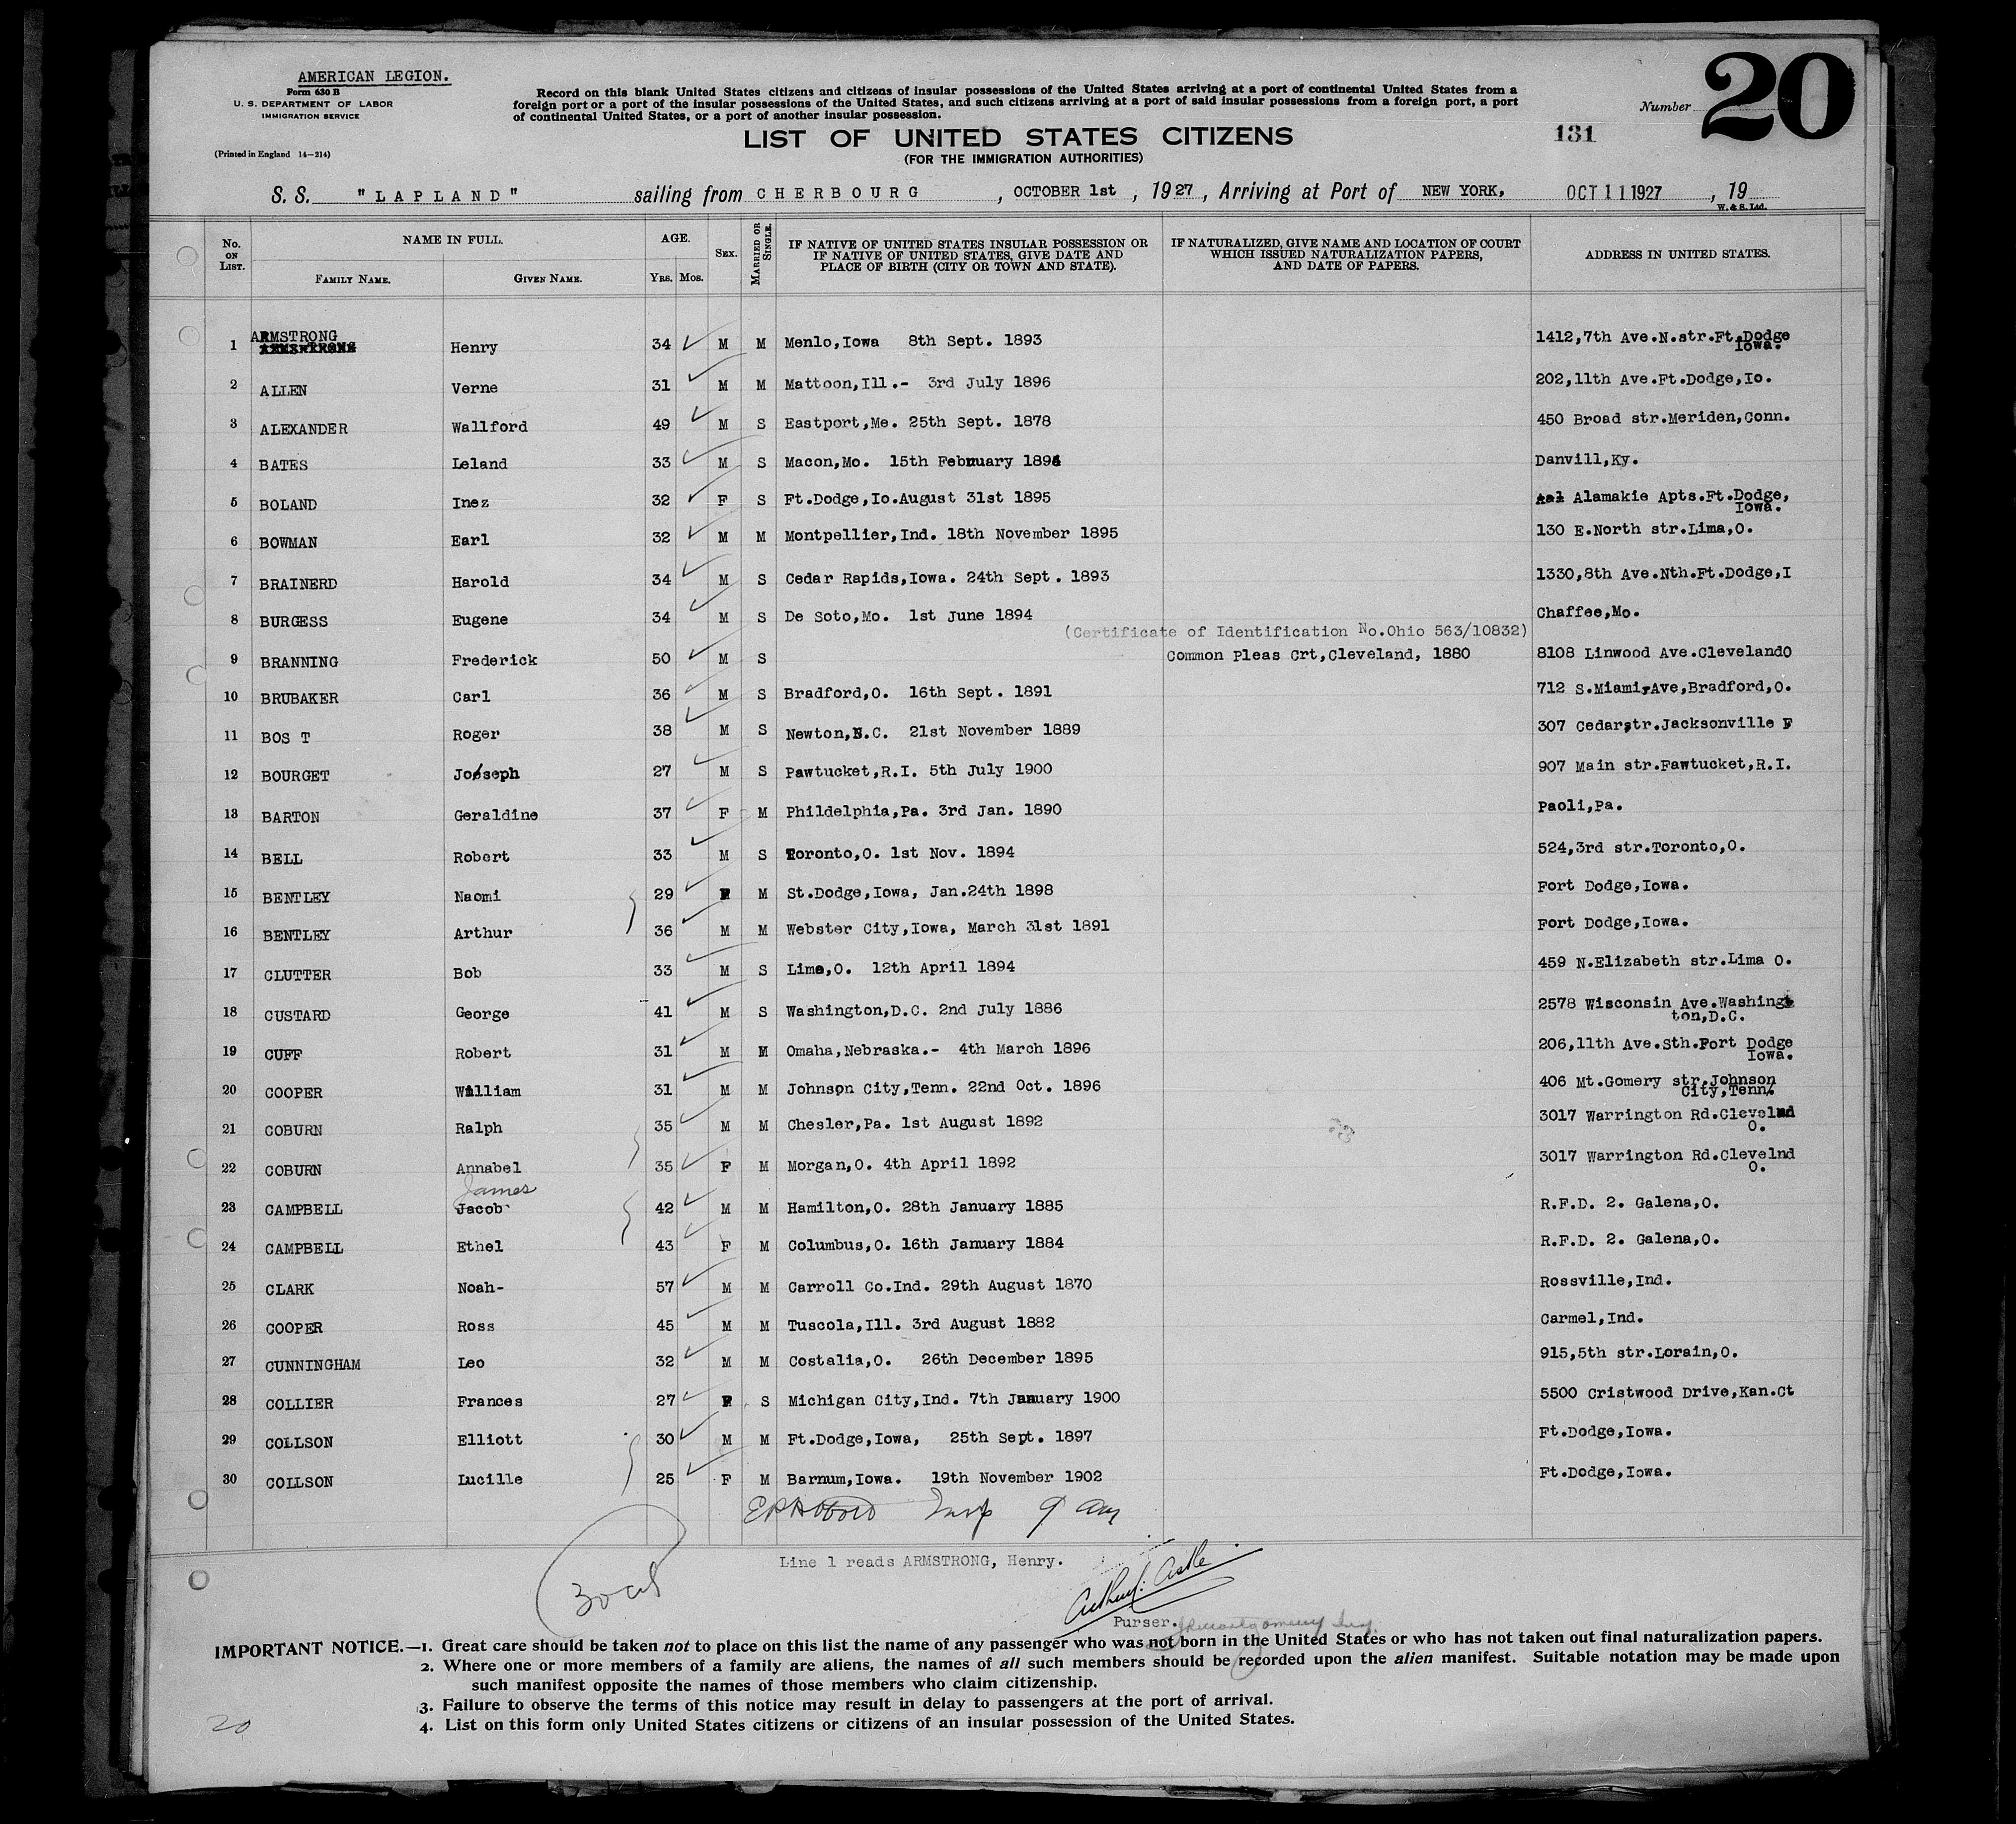 AMERICAN LEGION.
Form 630 B
U. S. DEPARTMENT OF LABOR
IMMIGRATION SERVICE
(Printed in England 14—214)
Record on this blank United States citizens and citizens of insular possessions of the United States arriving at a port of continental United States from a
foreign port or a port of the insular possessions of the United States, and such citizens arriving at a port of said insular possessions from a foreign port, a port
of continental United States, or a port of another insular possession.
LIST OF UNITED STATES CITIZENS
(FOR THE IMMIGRATION AUTHORITIES)
Number 20
131
S. S. "LAPLAND" sailing from CHERBOURG, OCTOBER 1st, 1927, Arriving at Port of NEW YORK, OCT 11 1927, 19
W. & S. Ltd.
No. ON LIST. NAME IN FULL. FAMILY NAME. GIVEN NAME. AGE. YRS. MOS. SEX. MARRIED OR SINGLE. IF NATIVE OF UNITED STATES INSULAR POSSESSION OR IF NATIVE OF UNITED STATES, GIVE DATE AND PLACE OF BIRTH (CITY OR TOWN AND STATE). IF NATURALIZED, GIVE NAME AND LOCATION OF COURT WHICH ISSUED NATURALIZATION PAPERS, AND DATE OF PAPERS. ADDRESS IN UNITED STATES.
1 ARMSTRONG Henry 34 M M Menlo,Iowa 8th Sept. 1893 1412,7th Ave.N.str.Ft.Dodge Iowa.
2 ALLEN Verne 31 M M Mattoon,Ill.- 3rd July 1896 202,11th Ave.Ft.Dodge,Io.
3 ALEXANDER Wallford 49 M S Eastport,Me. 25th Sept. 1878 450 Broad str.Meriden,Conn.
4 BATES Leland 33 M S Macon,Mo. 15th February 1894 Danvill,Ky.
5 BOLAND Inez 32 F S Ft.Dodge,Io.August 31st 1895 Alamakie Apts.Ft.Dodge, Iowa.
6 BOWMAN Earl 32 M M Montpellier,Ind. 18th November 1895 130 E.North str.Lima,O.
7 BRAINERD Harold 34 M S Cedar Rapids,Iowa. 24th Sept. 1893 1330,8th Ave.Nth.Ft.Dodge,I
8 BURGESS Eugene 34 M S De Soto,Mo. 1st June 1894 Chaffee,Mo.
(Certificate of Identification No.Ohio 563/10832)
9 BRANNING Frederick 50 M S Common Pleas Crt,Cleveland, 1880 8108 Linwood Ave.ClevelandO
10 BRUBAKER Carl 36 M S Bradford,O. 16th Sept. 1891 712 S.Miami,Ave,Bradford,O.
11 BOS T Roger 38 M S Newton,N.C. 21st November 1889 307 Cedar,str.Jacksonville F
12 BOURGET Joseph 27 M S Pawtucket,R.I. 5th July 1900 907 Main str.Pawtucket,R.I.
13 BARTON Geraldine 37 F M Phildelphia,Pa. 3rd Jan. 1890 Paoli,Pa.
14 BELL Robert 33 M S Toronto,O. 1st Nov. 1894 524,3rd str.Toronto,O.
15 BENTLEY Naomi 29 F M St.Dodge,Iowa, Jan.24th 1898 Fort Dodge,Iowa.
16 BENTLEY Arthur 36 M M Webster City,Iowa, March 31st 1891 Fort Dodge,Iowa.
17 CLUTTER Bob 33 M S Lima,O. 12th April 1894 459 N.Elizabeth str.Lima O.
18 CUSTARD George 41 M S Washington,D.C. 2nd July 1886 2578 Wisconsin Ave.Washing ton,D.C.
19 CUFF Robert 31 M M Omaha,Nebraska.- 4th March 1896 206,11th Ave.Sth.Fort Dodge Iowa.
20 COOPER William 31 M M Johnson City,Tenn. 22nd Oct. 1896 406 Mt.Gomery str,Johnson City,Tenn.
21 COBURN Ralph 35 M M Chesler,Pa. 1st August 1892 3017 Warrington Rd.Clevelnd O.
22 COBURN Annabel 35 F M Morgan,O. 4th April 1892 3017 Warrington Rd.Clevelnd O.
James
23 CAMPBELL Jacob 42 M M Hamilton,O. 28th January 1885 R.F.D. 2. Galena,O.
24 CAMPBELL Ethel 43 F M Columbus,O. 16th January 1884 R.F.D. 2. Galena,O.
25 CLARK Noah- 57 M M Carroll Co.Ind. 29th August 1870 Rossville,Ind.
26 COOPER Ross 45 M M Tuscola,Ill. 3rd August 1882 Carmel,Ind.
27 CUNNINGHAM Leo 32 M M Costalia,O. 26th December 1895 915,5th str.Lorain,O.
28 COLLIER Frances 27 F S Michigan City,Ind. 7th January 1900 5500 Cristwood Drive,Kan.Ct
29 COLLSON Elliott 30 M M Ft.Dodge,Iowa, 25th Sept. 1897 Ft.Dodge,Iowa.
30 COLLSON Lucille 25 F M Barnum,Iowa. 19th November 1902 Ft.Dodge,Iowa.
Insp 9 am
Line 1 reads ARMSTRONG, Henry.
Purser.
IMPORTANT NOTICE.—1. Great care should be taken not to place on this list the name of any passenger who was not born in the United States or who has not taken out final naturalization papers.
2. Where one or more members of a family are aliens, the names of all such members should be recorded upon the alien manifest. Suitable notation may be made upon
such manifest opposite the names of those members who claim citizenship.
3. Failure to observe the terms of this notice may result in delay to passengers at the port of arrival.
4. List on this form only United States citizens or citizens of an insular possession of the United States.
20